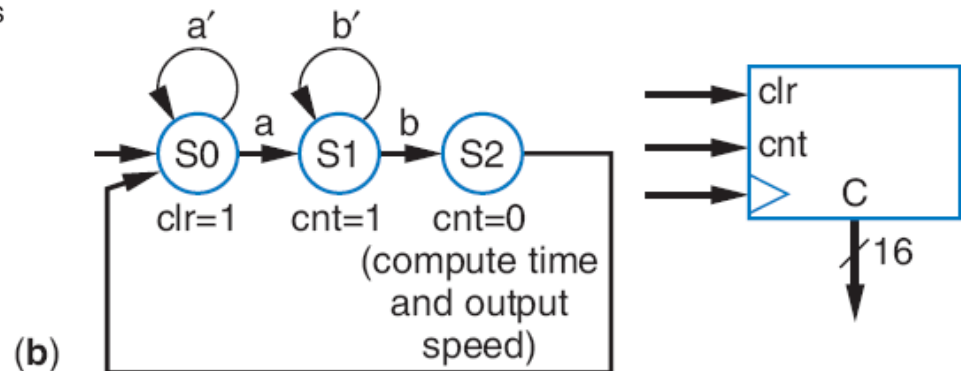 s
a′
b′
a
b
S0
S1
S2
clr=1
cnt=1
cnt=0
(compute time
and output
speed)
clr
cnt
C
16
(b)